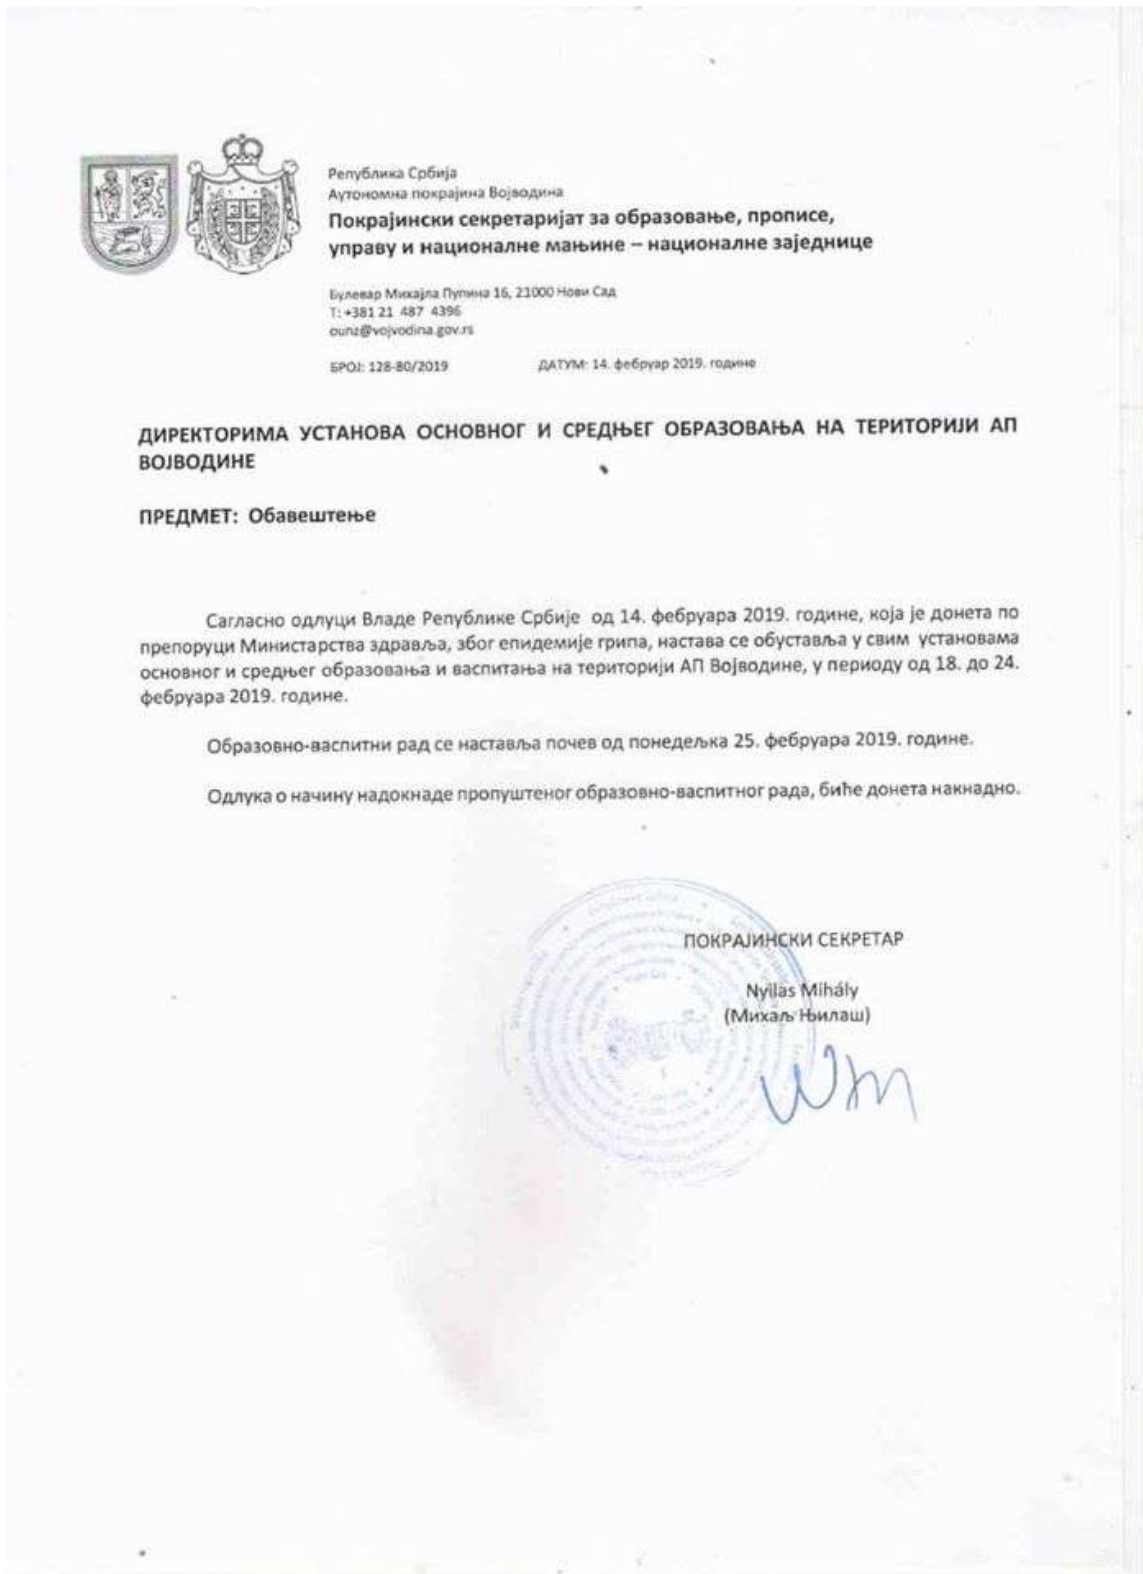 Република Србија
Аутономна покрајина Војводина
Покрајински секретаријат за образовање, прописе,
управу и националне мањине – националне заједнице
Булевар Михајла Пупина 16, 21000 Нови Сад
Т: +381 21 487 4396
ounz@vojvodina.gov.rs
БРОЈ: 128-80/2019 ДАТУМ: 14. фебруар 2019. године
ДИРЕКТОРИМА УСТАНОВА ОСНОВНОГ И СРЕДЊЕГ ОБРАЗОВАЊА НА ТЕРИТОРИЈИ АП
ВОЈВОДИНЕ
ПРЕДМЕТ: Обавештење
Сагласно одлуци Владе Републике Србије од 14. фебруара 2019. године, која је донета по
препоруци Министарства здравља, због епидемије грипа, настава се обуставља у свим установама
основног и средњег образовања и васпитања на територији АП Војводине, у периоду од 18. до 24.
фебруара 2019. године.
Образовно-васпитни рад се наставља почев од понедељка 25. фебруара 2019. године.
Одлука о начину надокнаде пропуштеног образовно-васпитног рада, биће донета накнадно.
ПОКРАЈИНСКИ СЕКРЕТАР
Nyilas Mihály
(Михаљ Њилаш)